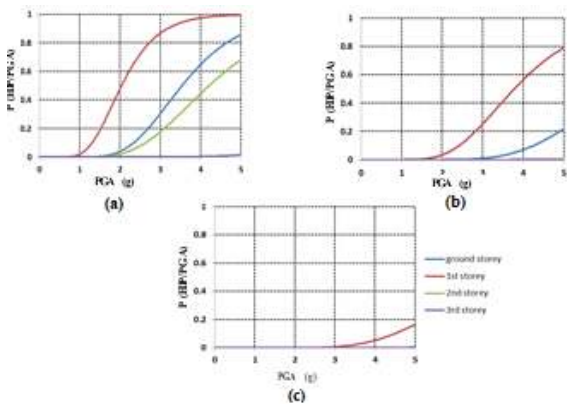 1
0.8
0.6
0.4
0.2
0
P (HIP/PGA)
0 1 2 3 4 5
PGA (g)
(a)
1
0.8
0.6
0.4
0.2
0
P (HIP/PGA)
0 1 2 3 4 5
PGA (g)
(b)
1
0.8
0.6
0.4
0.2
0
P (HIP/PGA)
0 1 2 3 4 5
PGA (g)
(c)
ground storey
1st storey
2nd storey
3rd storey